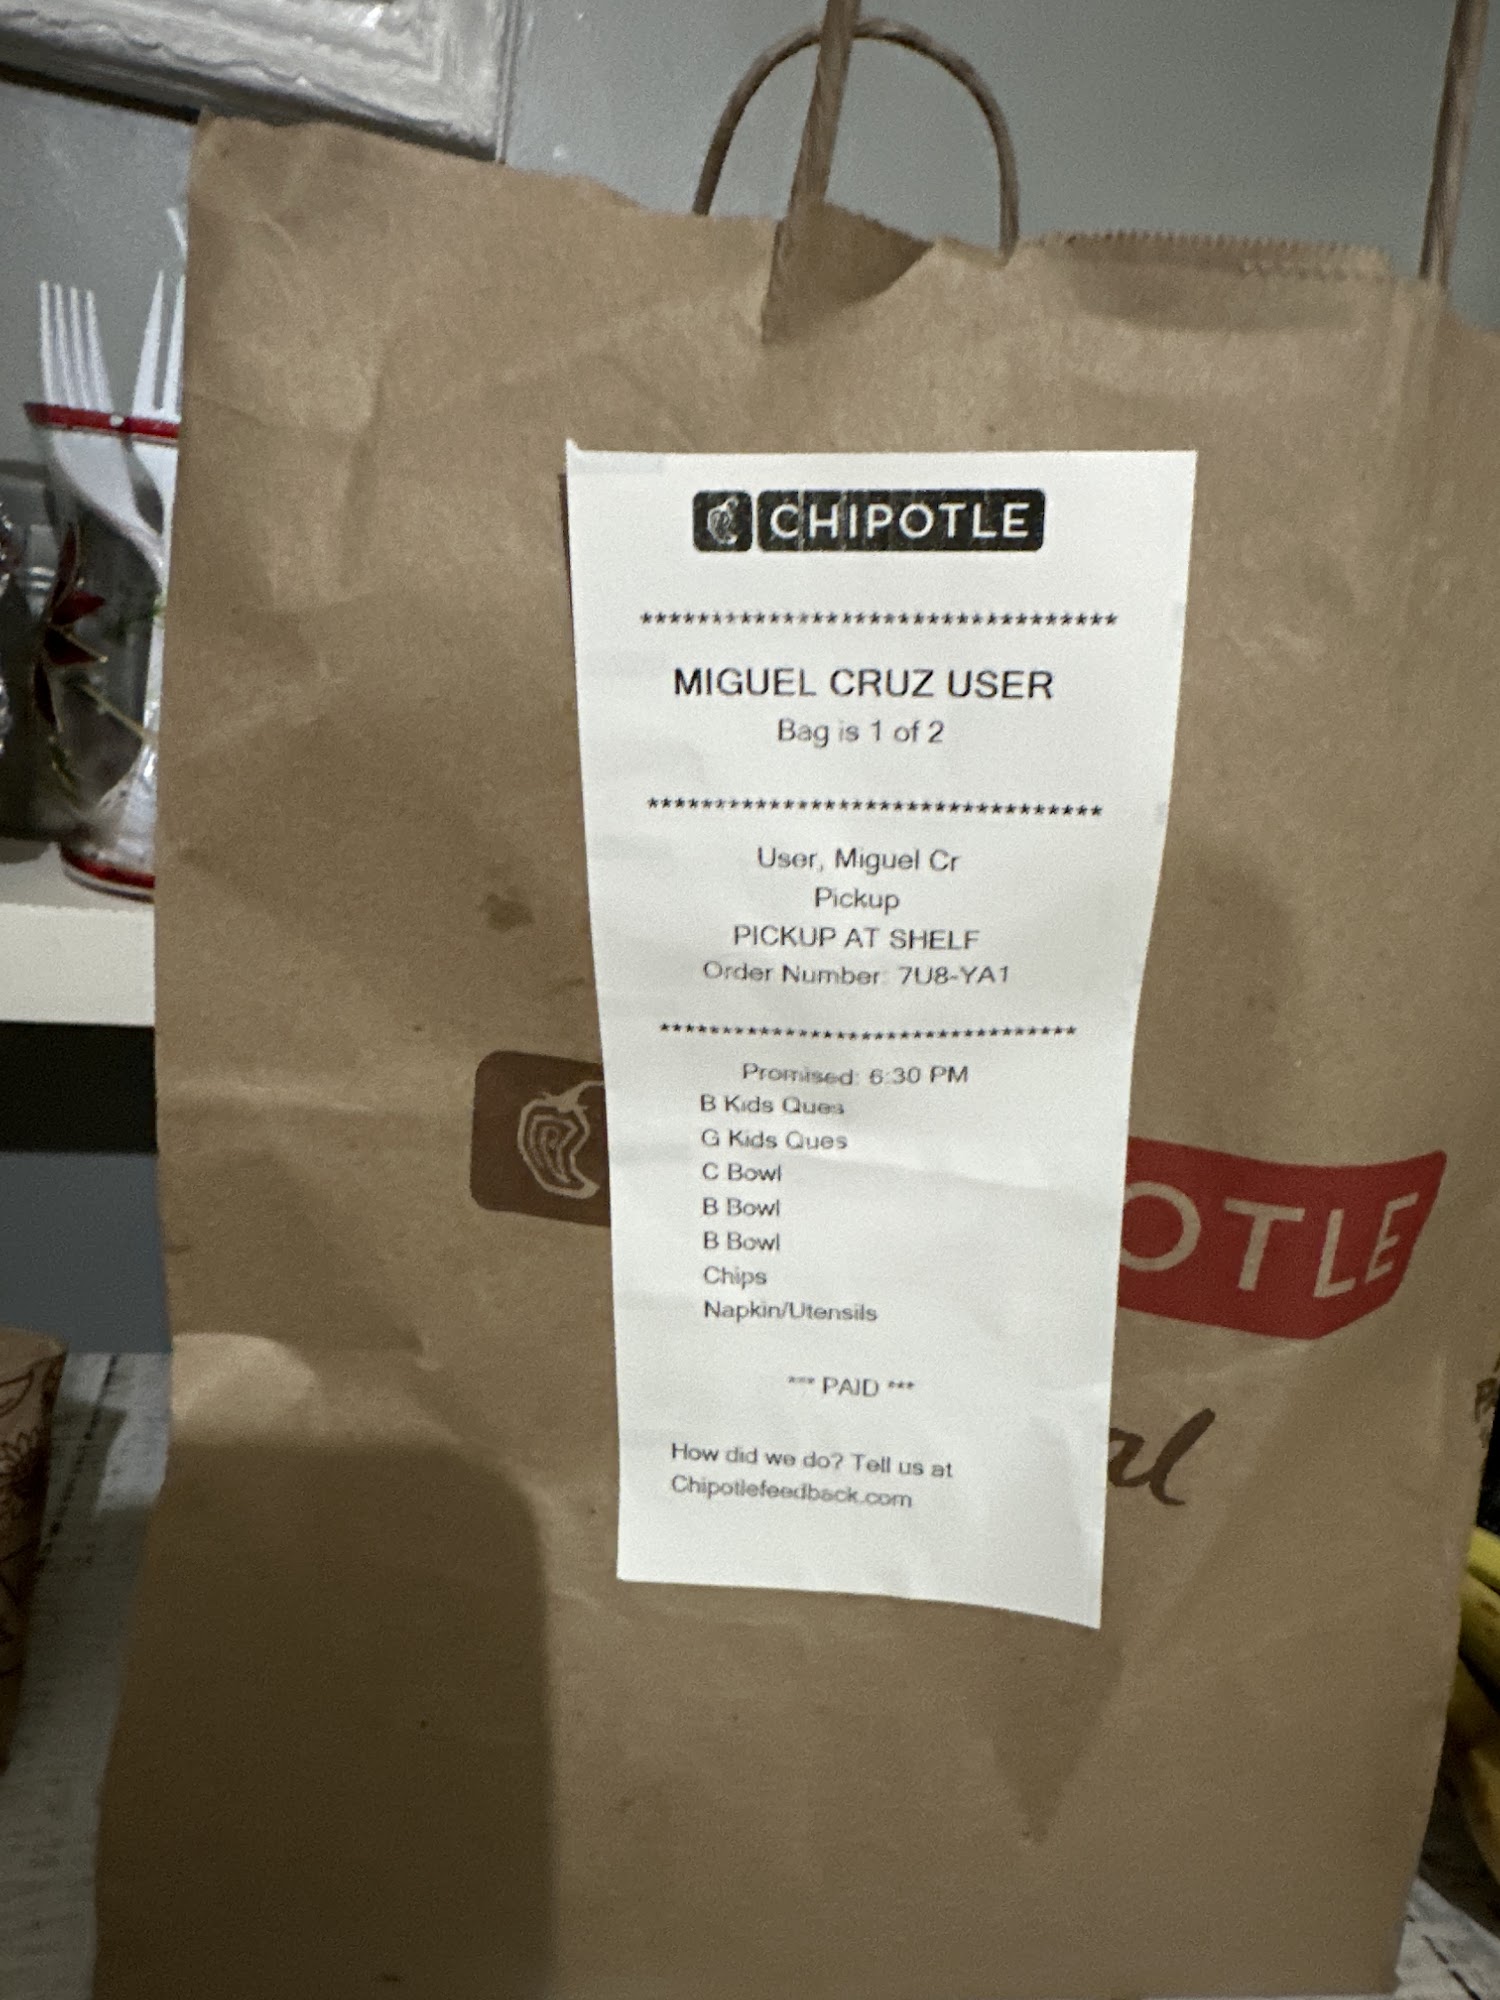 CHIPOTLE
**********************************
MIGUEL CRUZ USER
Bag is 1 of 2
**********************************
User, Miguel Cr
Pickup
PICKUP AT SHELF
Order Number: 7U8-YA1
**********************************
Promised: 6:30 PM
B Kids Ques
G Kids Ques
C Bowl
B Bowl
B Bowl
Chips
Napkin/Utensils
*** PAID ***
How did we do? Tell us at
Chipotlefeedback.com
OTLE
al